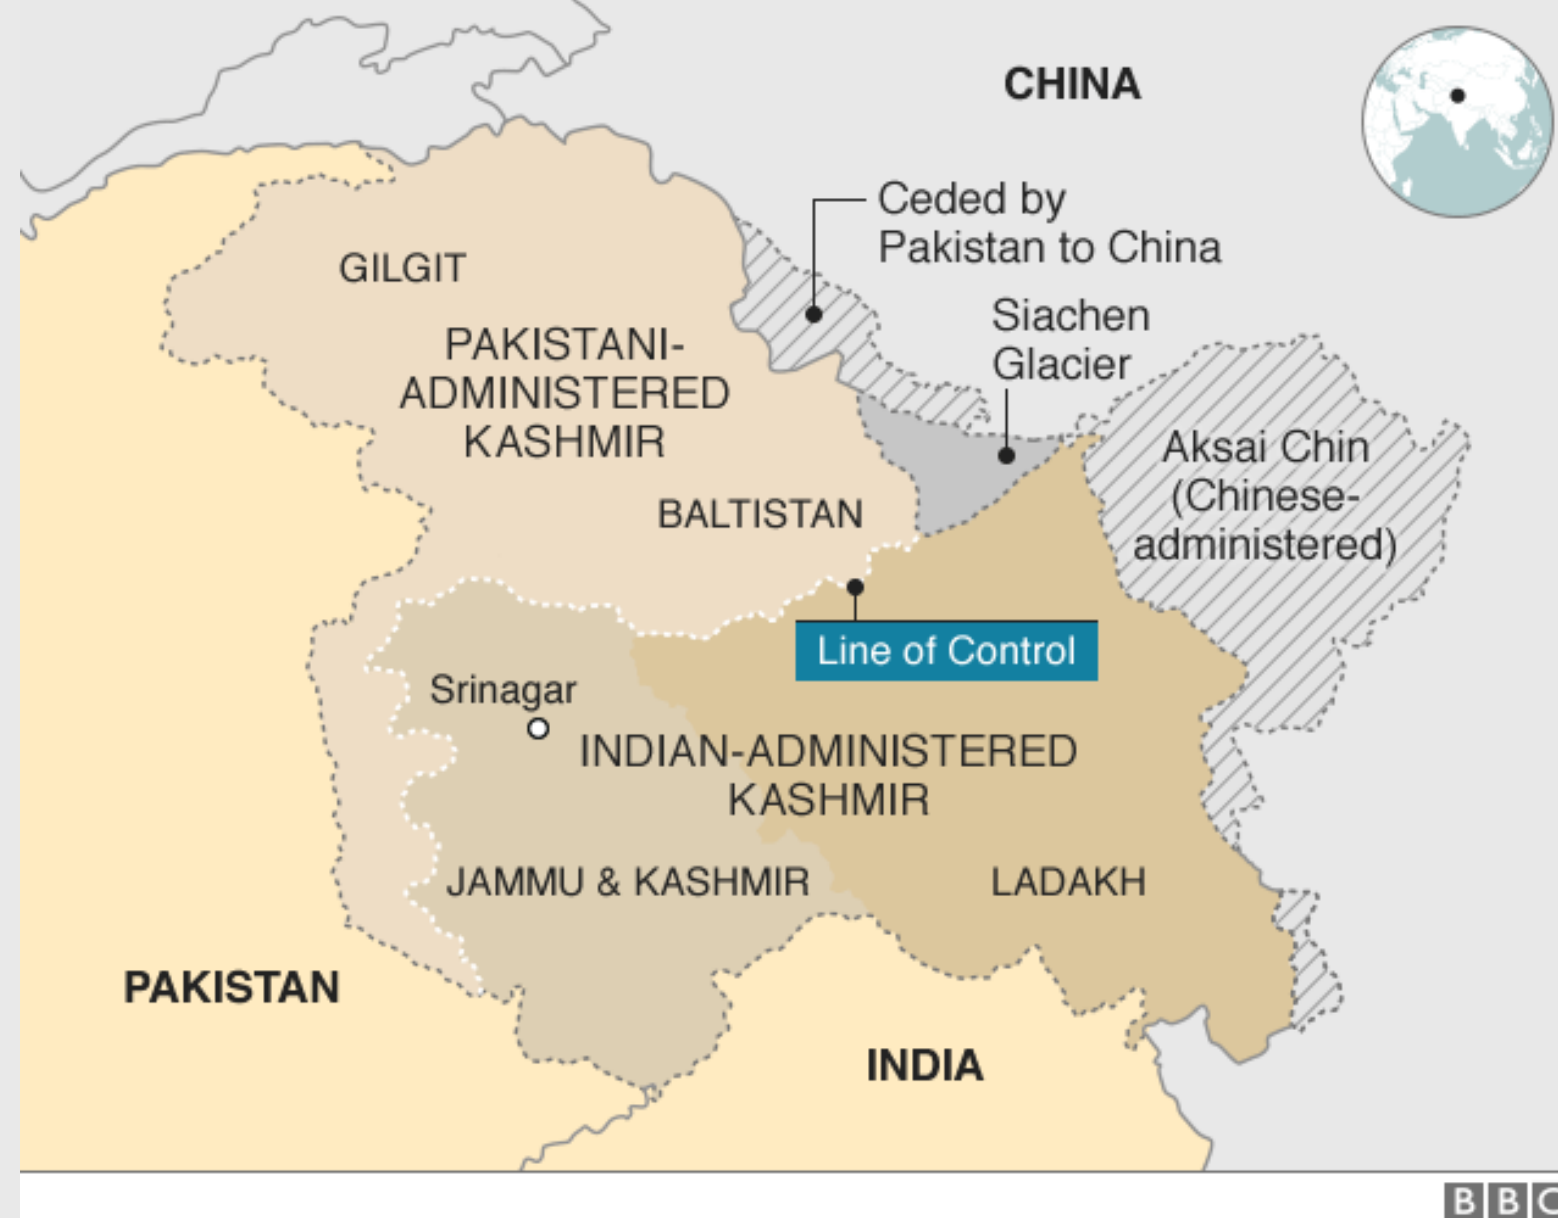 CHINA
Ceded by
Pakistan to China
Siachen
Glacier
GILGIT
PAKISTANI-
ADMINISTERED
KASHMIR
Aksai Chin
(Chinese-
administered)
BALTISTAN
Line of Control
Srinagar
INDIAN-ADMINISTERED
KASHMIR
JAMMU & KASHMIR
LADAKH
PAKISTAN
INDIA
BBC